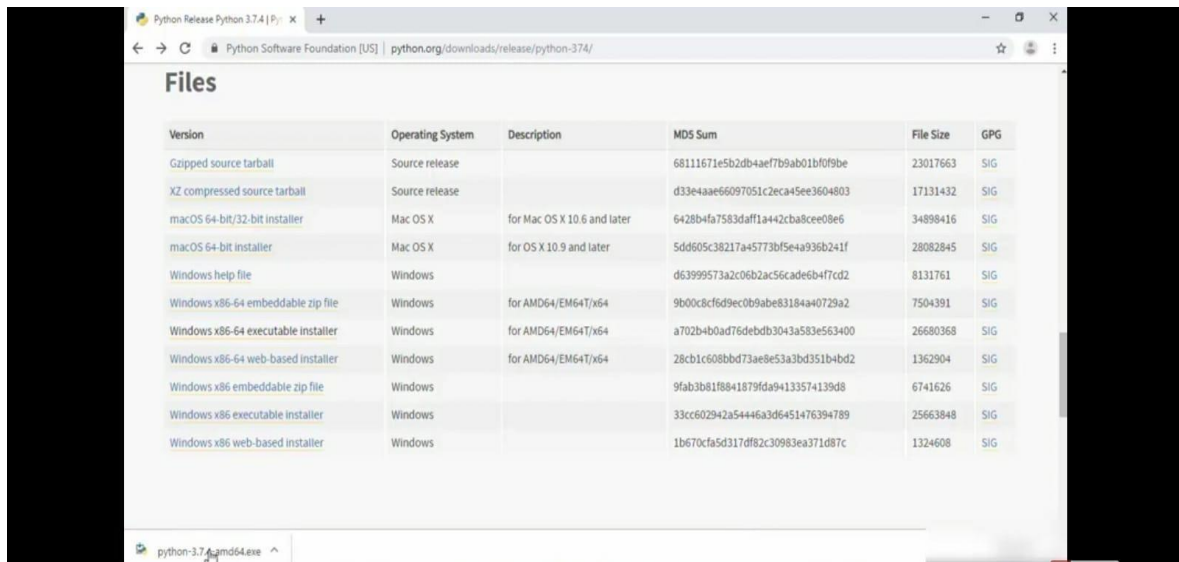 Python Release Python 3.7.4 | Py
Python Software Foundation [US] | python.org/downloads/release/python-374/
Files
Version Operating System Description MD5 Sum File Size GPG
Gzipped source tarball Source release 68111671e5b2db4aef7b9ab01bf0f9be 23017663 SIG
XZ compressed source tarball Source release d33e4aae66097051c2eca45ee3604803 17131432 SIG
macOS 64-bit/32-bit installer Mac OS X for Mac OS X 10.6 and later 6428b4fa7583daff1a442cba8cee08e6 34898416 SIG
macOS 64-bit installer Mac OS X for OS X 10.9 and later 5dd605c38217a45773bf5e4a936b241f 28082845 SIG
Windows help file Windows d63999573a2c06b2ac56cade6b4f7cd2 8131761 SIG
Windows x86-64 embeddable zip file Windows for AMD64/EM64T/x64 9b00c8cf6d9ec0b9abe83184a40729a2 7504391 SIG
Windows x86-64 executable installer Windows for AMD64/EM64T/x64 a702b4b0ad76debdb3043a583e563400 26680368 SIG
Windows x86-64 web-based installer Windows for AMD64/EM64T/x64 28cb1c608bbd73ae8e53a3bd351b4bd2 1362904 SIG
Windows x86 embeddable zip file Windows 9fab3b81f8841879fda94133574139d8 6741626 SIG
Windows x86 executable installer Windows 33cc602942a54446a3d6451476394789 25663848 SIG
Windows x86 web-based installer Windows 1b670cfa5d317df82c30983ea371d87c 1324608 SIG
python-3.7.4-amd64.exe